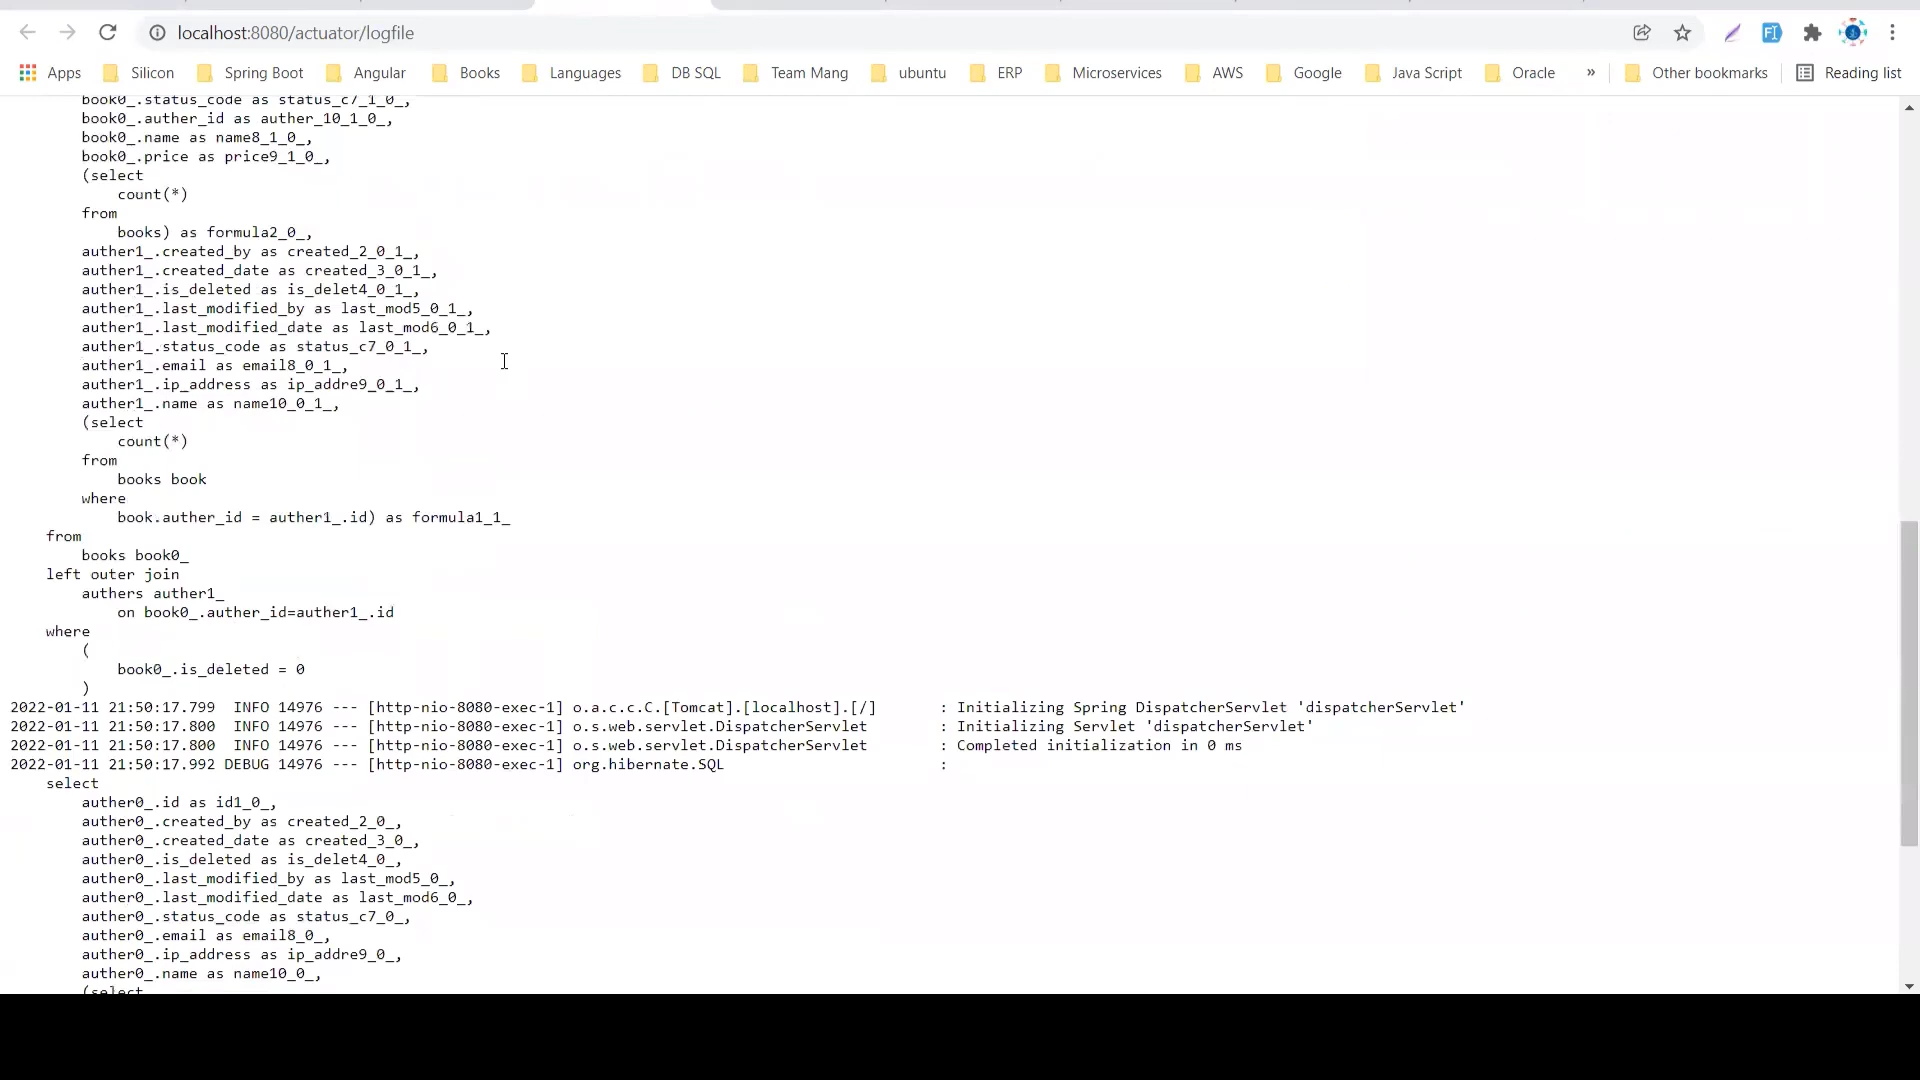 localhost:8080/actuator/logfile
Apps Silicon Spring Boot Angular Books Languages DB SQL Team Mang ubuntu ERP Microservices AWS Google Java Script Oracle » Other bookmarks Reading list
book0_.status_code as status_c7_1_0_,
book0_.auther_id as auther_10_1_0_,
book0_.name as name8_1_0_,
book0_.price as price9_1_0_,
(select
count(*)
from
books) as formula2_0_,
auther1_.created_by as created_2_0_1_,
auther1_.created_date as created_3_0_1_,
auther1_.is_deleted as is_delet4_0_1_,
auther1_.last_modified_by as last_mod5_0_1_,
auther1_.last_modified_date as last_mod6_0_1_,
auther1_.status_code as status_c7_0_1_,
auther1_.email as email8_0_1_,
auther1_.ip_address as ip_addre9_0_1_,
auther1_.name as name10_0_1_,
(select
count(*)
from
books book
where
book.auther_id = auther1_.id) as formula1_1_
from
books book0_
left outer join
authers auther1_
on book0_.auther_id=auther1_.id
where
(
book0_.is_deleted = 0
)
2022-01-11 21:50:17.799  INFO 14976 --- [http-nio-8080-exec-1] o.a.c.c.C.[Tomcat].[localhost].[/]       : Initializing Spring DispatcherServlet 'dispatcherServlet'
2022-01-11 21:50:17.800  INFO 14976 --- [http-nio-8080-exec-1] o.s.web.servlet.DispatcherServlet        : Initializing Servlet 'dispatcherServlet'
2022-01-11 21:50:17.800  INFO 14976 --- [http-nio-8080-exec-1] o.s.web.servlet.DispatcherServlet        : Completed initialization in 0 ms
2022-01-11 21:50:17.992 DEBUG 14976 --- [http-nio-8080-exec-1] org.hibernate.SQL                        :
select
auther0_.id as id1_0_,
auther0_.created_by as created_2_0_,
auther0_.created_date as created_3_0_,
auther0_.is_deleted as is_delet4_0_,
auther0_.last_modified_by as last_mod5_0_,
auther0_.last_modified_date as last_mod6_0_,
auther0_.status_code as status_c7_0_,
auther0_.email as email8_0_,
auther0_.ip_address as ip_addre9_0_,
auther0_.name as name10_0_,
(select